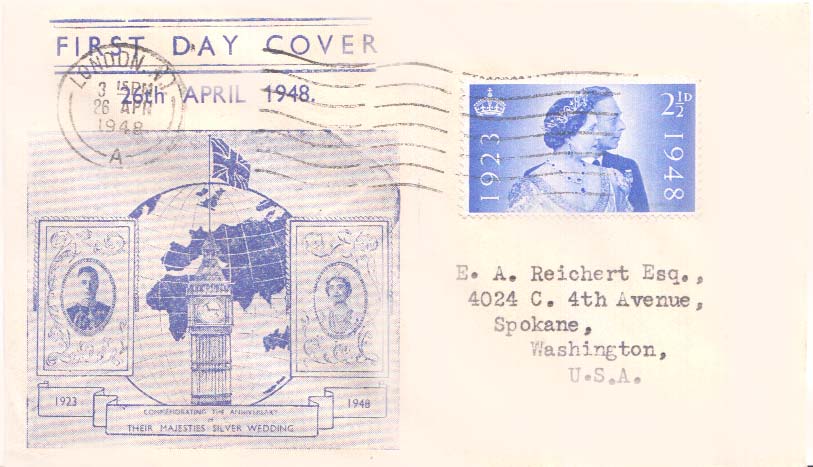 FIRST DAY COVER
26th APRIL 1948.
LONDON. N.
3 15PM
26 APR
1948
A
1923
2½D
1948
E. A. Reichert Esq.,
4024 C. 4th Avenue,
Spokane,
Washington,
U.S.A.
1923
1948
COMMEMORATING THE ANNIVERSARY
OF
THEIR MAJESTIES SILVER WEDDING